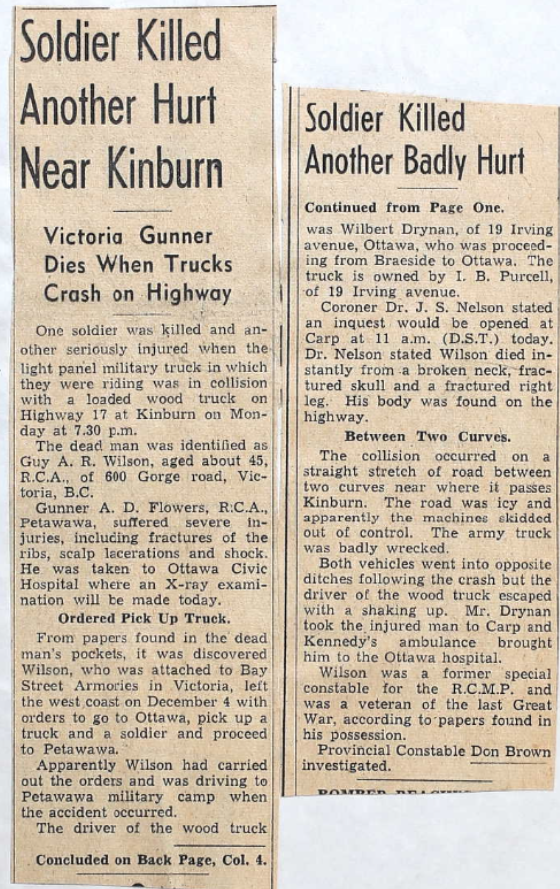 Soldier Killed
Another Hurt
Near Kinburn
Victoria Gunner
Dies When Trucks
Crash on Highway
One soldier was killed and an-
other seriously injured when the
light panel military truck in which
they were riding was in collision
with a loaded wood truck on
Highway 17 at Kinburn on Mon-
day at 7.30 p.m.
The dead man was identified as
Guy A. R. Wilson, aged about 45,
R.C.A., of 600 Gorge road, Vic-
toria, B.C.
Gunner A. D. Flowers, R.C.A.,
Petawawa, suffered severe in-
juries, including fractures of the
ribs, scalp lacerations and shock.
He was taken to Ottawa Civic
Hospital where an X-ray exami-
nation will be made today.
Ordered Pick Up Truck.
From papers found in the dead
man's pockets, it was discovered
Wilson, who was attached to Bay
Street Armories in Victoria, left
the west coast on December 4 with
orders to go to Ottawa, pick up a
truck and a soldier and proceed
to Petawawa.
Apparently Wilson had carried
out the orders and was driving to
Petawawa military camp when
the accident occurred.
The driver of the wood truck
Concluded on Back Page, Col. 4.
Soldier Killed
Another Badly Hurt
Continued from Page One.
was Wilbert Drynan, of 19 Irving
avenue, Ottawa, who was proceed-
ing from Braeside to Ottawa. The
truck is owned by I. B. Purcell,
of 19 Irving avenue.
Coroner Dr. J. S. Nelson stated
an inquest would be opened at
Carp at 11 a.m. (D.S.T.) today.
Dr. Nelson stated Wilson died in-
stantly from a broken neck, frac-
tured skull and a fractured right
leg. His body was found on the
highway.
Between Two Curves.
The collision occurred on a
straight stretch of road between
two curves near where it passes
Kinburn. The road was icy and
apparently the machines skidded
out of control. The army truck
was badly wrecked.
Both vehicles went into opposite
ditches following the crash but the
driver of the wood truck escaped
with a shaking up. Mr. Drynan
took the injured man to Carp and
Kennedy's ambulance brought
him to the Ottawa hospital.
Wilson was a former special
constable for the R.C.M.P. and
was a veteran of the last Great
War, according to papers found in
his possession.
Provincial Constable Don Brown
investigated.